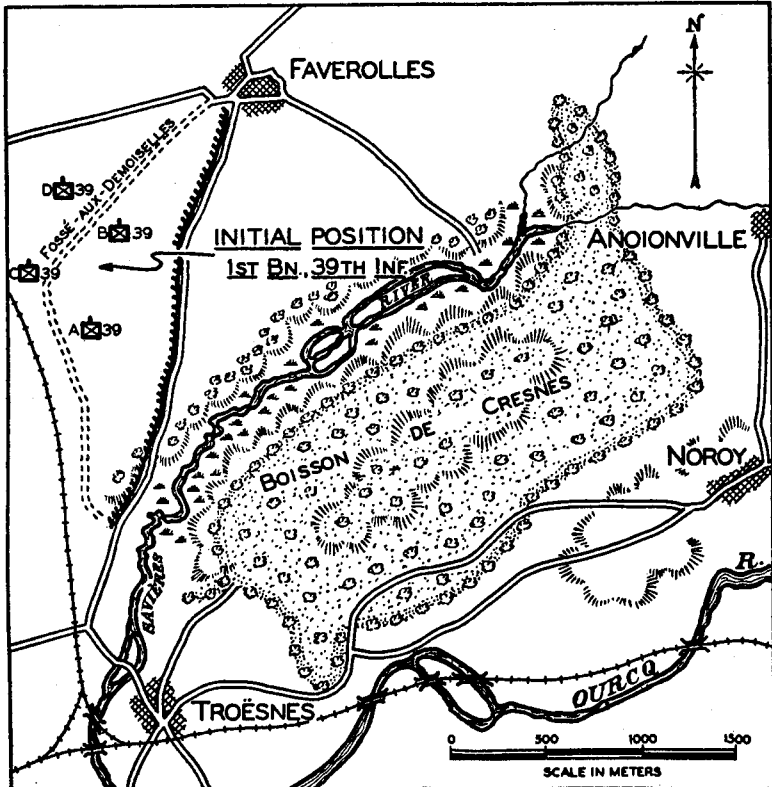 N
FAVEROLLES
FOSSÉ-AUX-DEMOISELLES
D 39
B 39
C 39
A 39
INITIAL POSITION
1ST BN., 39TH INF.
RIVER
ANCIONVILLE
BOISSON DE CRESNES
NOROY
SAVIÈRES
TROËSNES
OURCQ R.
0 500 1000 1500
SCALE IN METERS